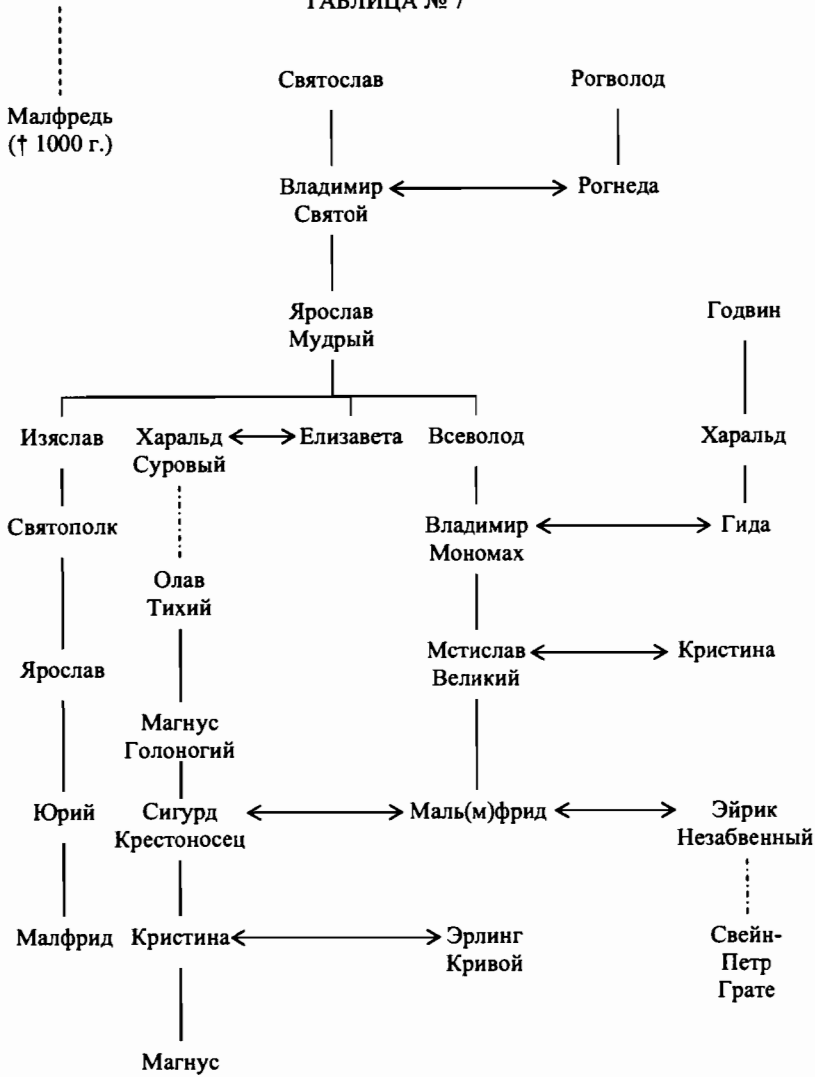 ТАБЛИЦА № 7
Святослав Рогволод
Малфредь
(† 1000 г.)
Владимир Рогнеда
Святой
Ярослав Годвин
Мудрый
Изяслав Харальд Елизавета Всеволод Харальд
Суровый
Святополк Владимир Гида
Мономах
Олав
Тихий
Ярослав Мстислав Кристина
Великий
Магнус
Голоногий
Юрий Сигурд Маль(м)фрид Эйрик
Крестоносец Незабвенный
Малфрид Кристина Эрлинг Свейн-
Кривой Петр
Грате
Магнус